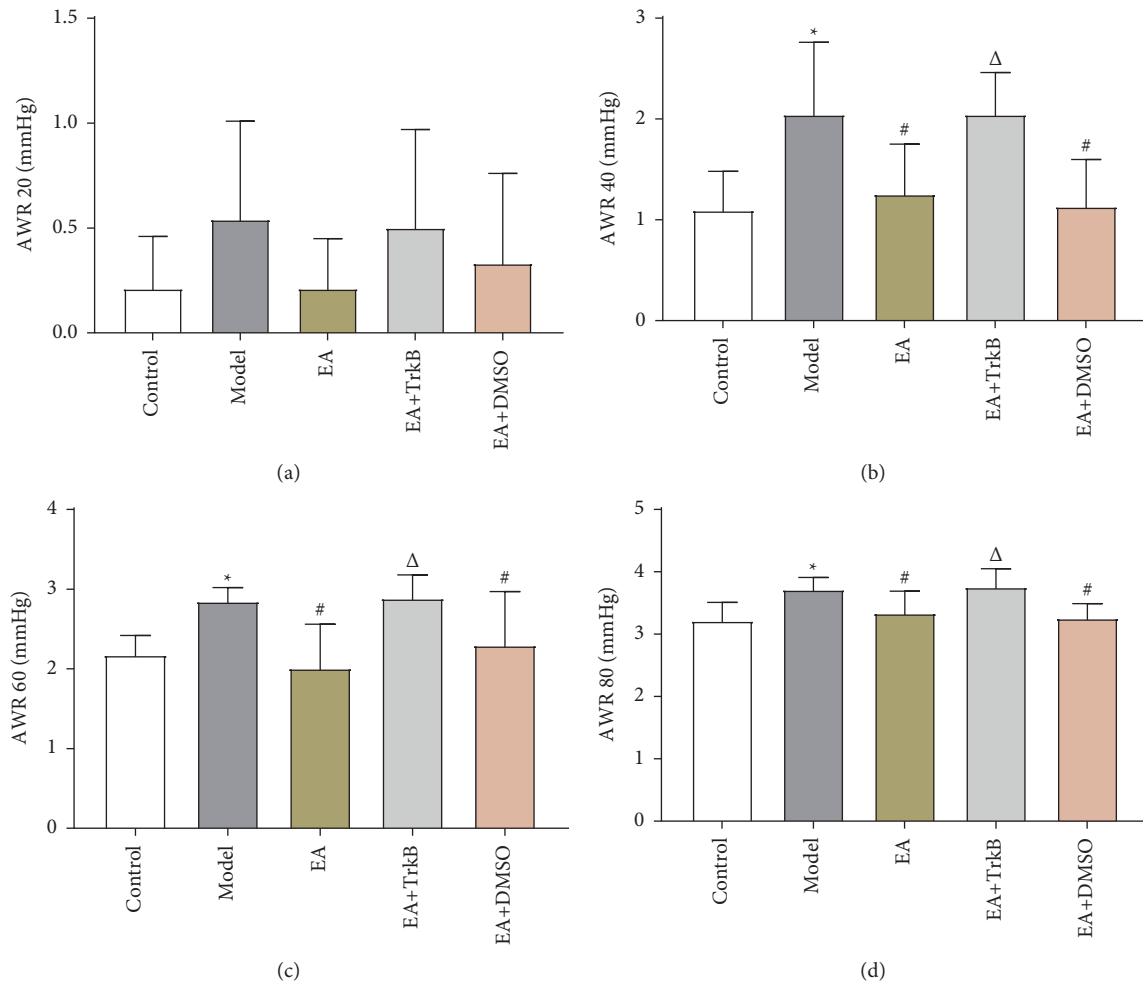 AWR 20 (mmHg)
1.5
1.0
0.5
0.0
Control
Model
EA
EA+TrkB
EA+DMSO
(a)
AWR 40 (mmHg)
3
2
1
0
*
#
Δ
#
Control
Model
EA
EA+TrkB
EA+DMSO
(b)
AWR 60 (mmHg)
4
3
2
1
0
*
#
Δ
#
Control
Model
EA
EA+TrkB
EA+DMSO
(c)
AWR 80 (mmHg)
5
4
3
2
1
0
*
#
Δ
#
Control
Model
EA
EA+TrkB
EA+DMSO
(d)